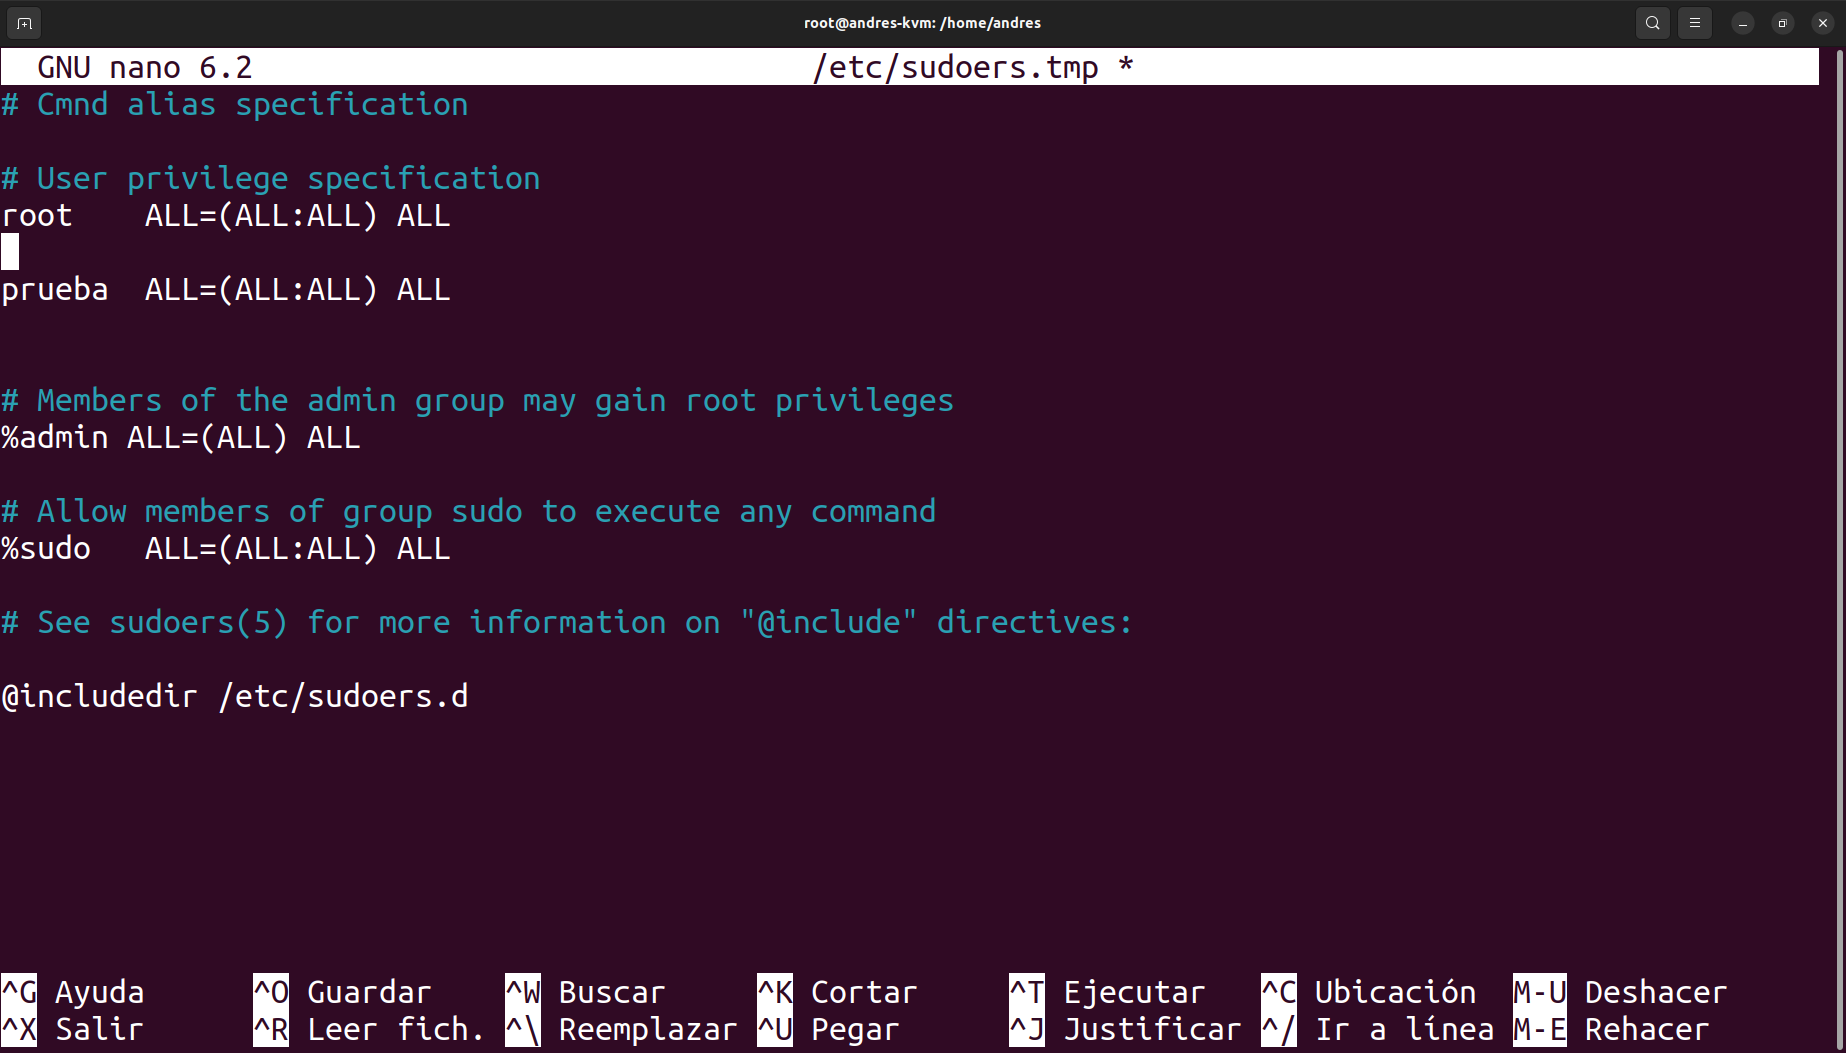 root@andres-kvm: /home/andres
GNU nano 6.2 /etc/sudoers.tmp *
# Cmnd alias specification
# User privilege specification
root    ALL=(ALL:ALL) ALL
prueba  ALL=(ALL:ALL) ALL
# Members of the admin group may gain root privileges
%admin ALL=(ALL) ALL
# Allow members of group sudo to execute any command
%sudo   ALL=(ALL:ALL) ALL
# See sudoers(5) for more information on "@include" directives:
@includedir /etc/sudoers.d
^G Ayuda ^O Guardar ^W Buscar ^K Cortar ^T Ejecutar ^C Ubicación M-U Deshacer
^X Salir ^R Leer fich. ^\ Reemplazar ^U Pegar ^J Justificar ^/ Ir a línea M-E Rehacer